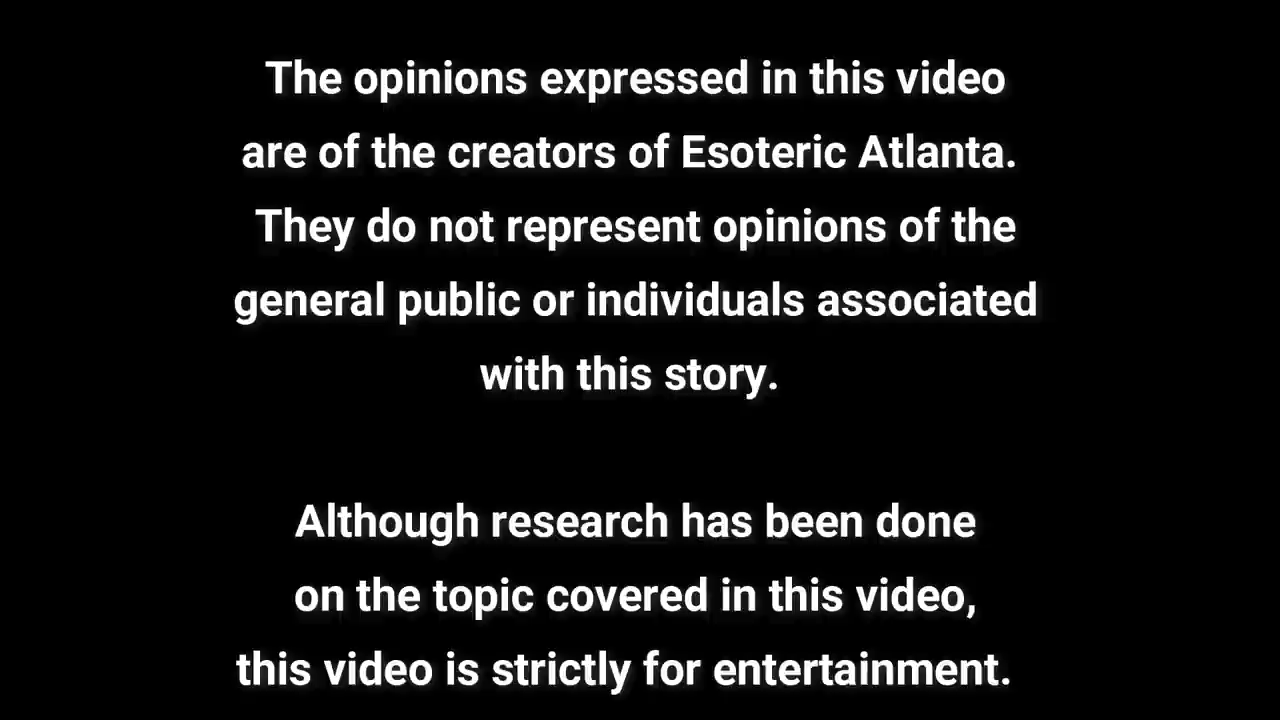 The opinions expressed in this video
are of the creators of Esoteric Atlanta.
They do not represent opinions of the
general public or individuals associated
with this story.
Although research has been done
on the topic covered in this video,
this video is strictly for entertainment.